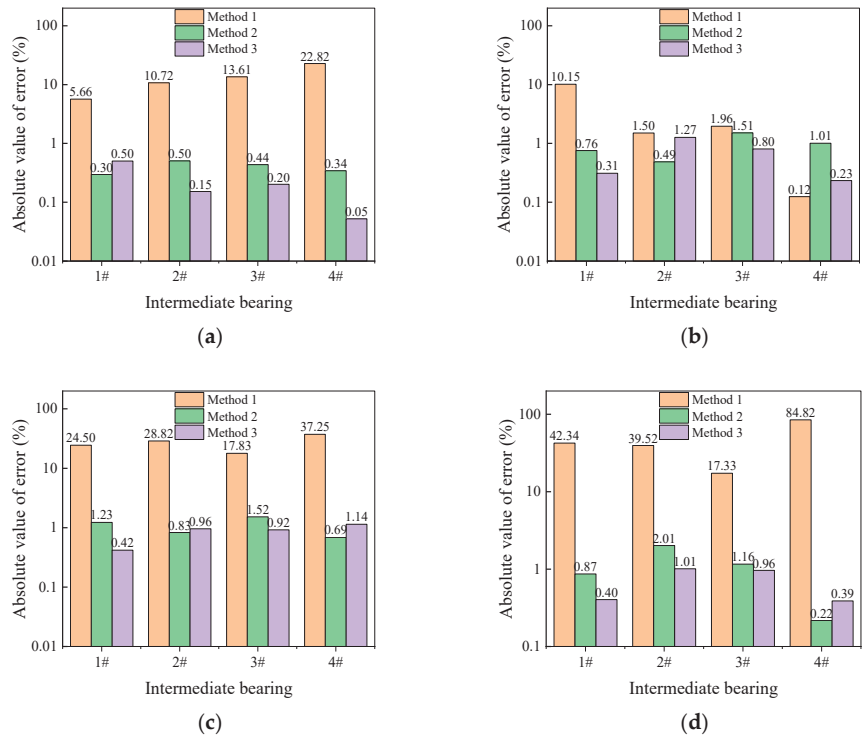 Method 1
Method 2
Method 3
Absolute value of error (%)
100
10
1
0.1
0.01
5.66
0.30
0.50
10.72
0.50
0.15
13.61
0.44
0.20
22.82
0.34
0.05
1# 2# 3# 4#
Intermediate bearing
(a)
Method 1
Method 2
Method 3
Absolute value of error (%)
100
10
1
0.1
0.01
10.15
0.76
0.31
1.50
0.49
1.27
1.96
1.51
0.80
0.12
1.01
0.23
1# 2# 3# 4#
Intermediate bearing
(b)
Method 1
Method 2
Method 3
Absolute value of error (%)
100
10
1
0.1
0.01
24.50
1.23
0.42
28.82
0.83
0.96
17.83
1.52
0.92
37.25
0.69
1.14
1# 2# 3# 4#
Intermediate bearing
(c)
Method 1
Method 2
Method 3
Absolute value of error (%)
100
10
1
0.1
42.34
0.87
0.40
39.52
2.01
1.01
17.33
1.16
0.96
84.82
0.22
0.39
1# 2# 3# 4#
Intermediate bearing
(d)